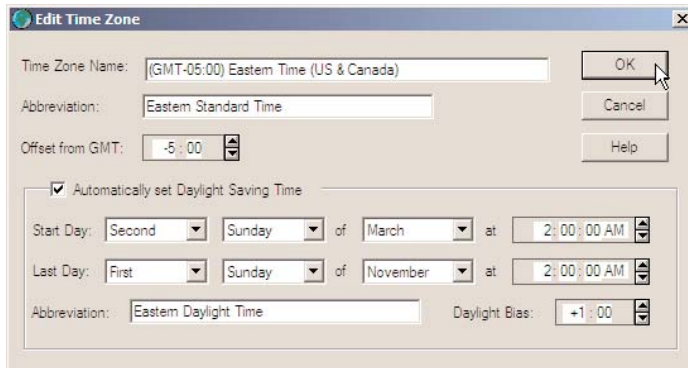 Edit Time Zone
Time Zone Name: (GMT-05:00) Eastern Time (US & Canada) OK
Abbreviation: Eastern Standard Time Cancel
Offset from GMT: -5 : 00 Help
Automatically set Daylight Saving Time
Start Day: Second Sunday of March at 2: 00 : 00 AM
Last Day: First Sunday of November at 2: 00 : 00 AM
Abbreviation: Eastern Daylight Time Daylight Bias: +1 : 00